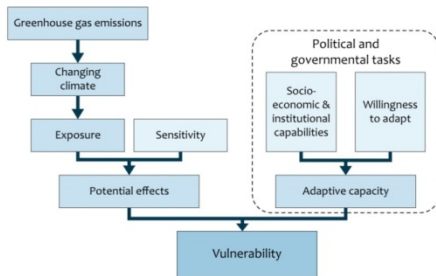 Greenhouse gas emissions
Political and
governmental tasks
Changing
climate
Socio-
economic &
institutional
capabilities
Willingness
to adapt
Exposure
Sensitivity
Potential effects
Adaptive capacity
Vulnerability